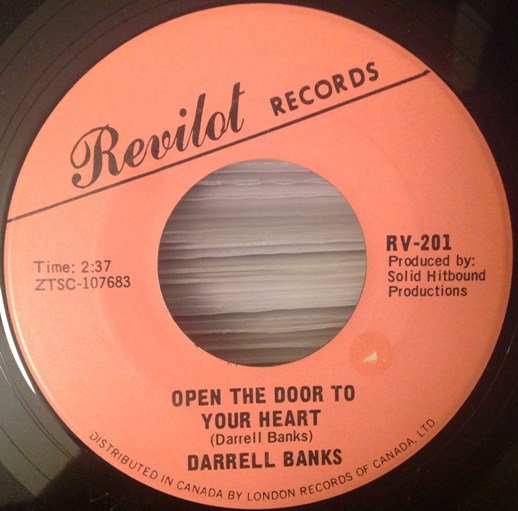 Revilot RECORDS
Time: 2:37
ZTSC-107683
RV-201
Produced by:
Solid Hitbound
Productions
OPEN THE DOOR TO
YOUR HEART
(Darrell Banks)
DARRELL BANKS
DISTRIBUTED IN CANADA BY LONDON RECORDS OF CANADA, LTD